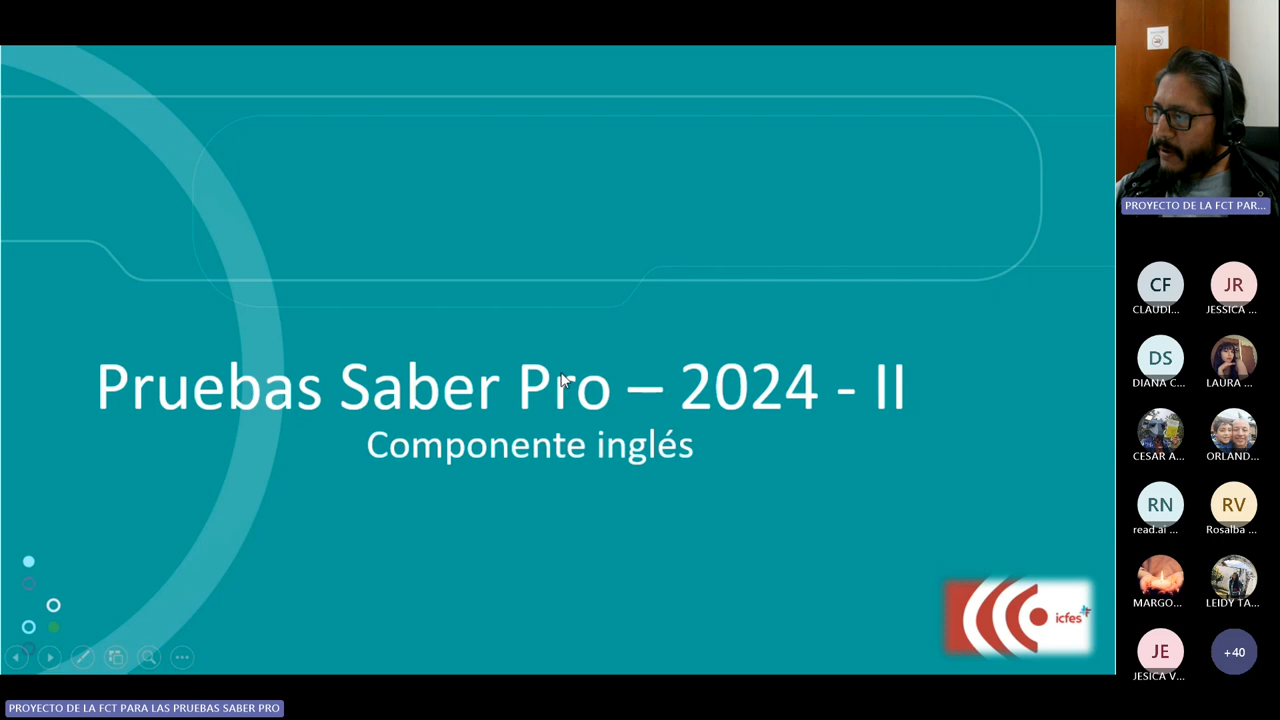 Pruebas Saber Pro – 2024 - II
Componente inglés
icfes
PROYECTO DE LA FCT PAR...
CF
CLAUDI...
JR
JESSICA ...
DS
DIANA C...
LAURA ...
CESAR A...
ORLAND...
RN
read.ai ...
RV
Rosalba ...
MARGO...
LEIDY TA...
JE
JESICA V...
+40
PROYECTO DE LA FCT PARA LAS PRUEBAS SABER PRO